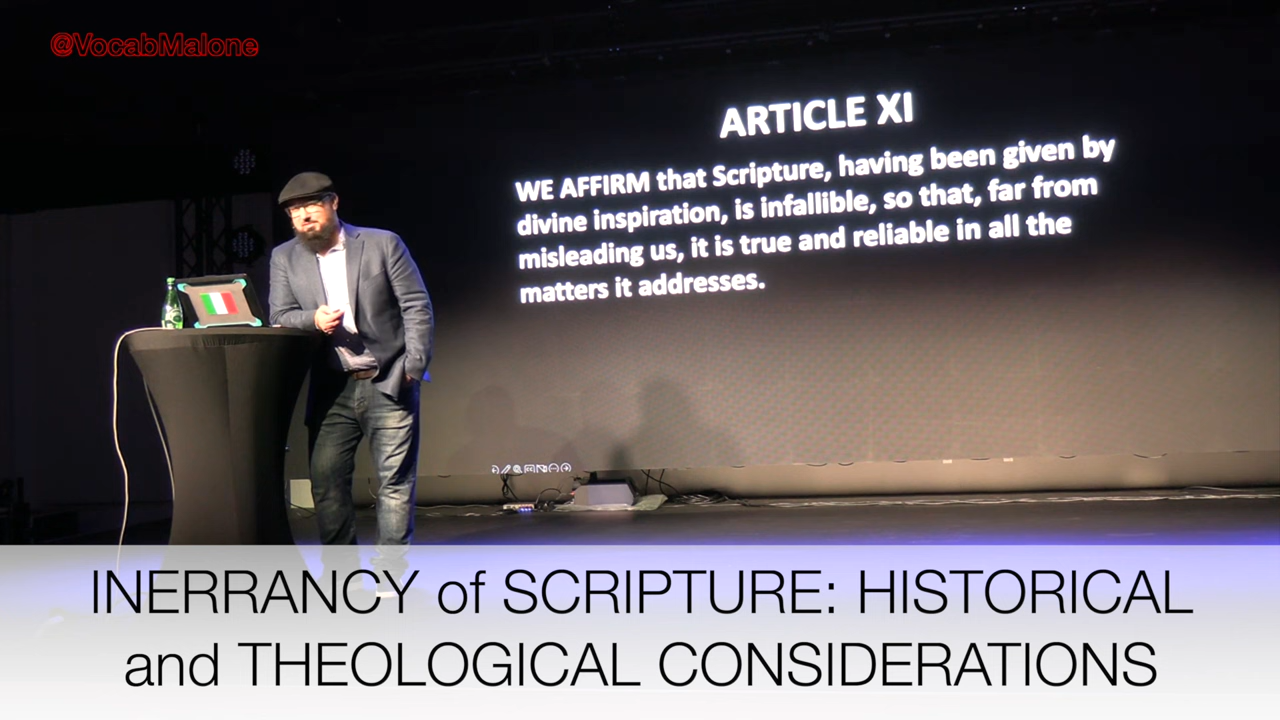 @VocabMalone
ARTICLE XI
WE AFFIRM that Scripture, having been given by
divine inspiration, is infallible, so that, far from
misleading us, it is true and reliable in all the
matters it addresses.
INERRANCY of SCRIPTURE: HISTORICAL
and THEOLOGICAL CONSIDERATIONS